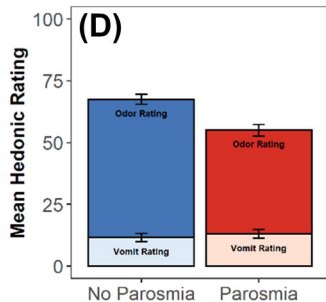 (D)
Mean Hedonic Rating
100
75
50
25
0
Odor Rating
Odor Rating
Vomit Rating
Vomit Rating
No Parosmia
Parosmia